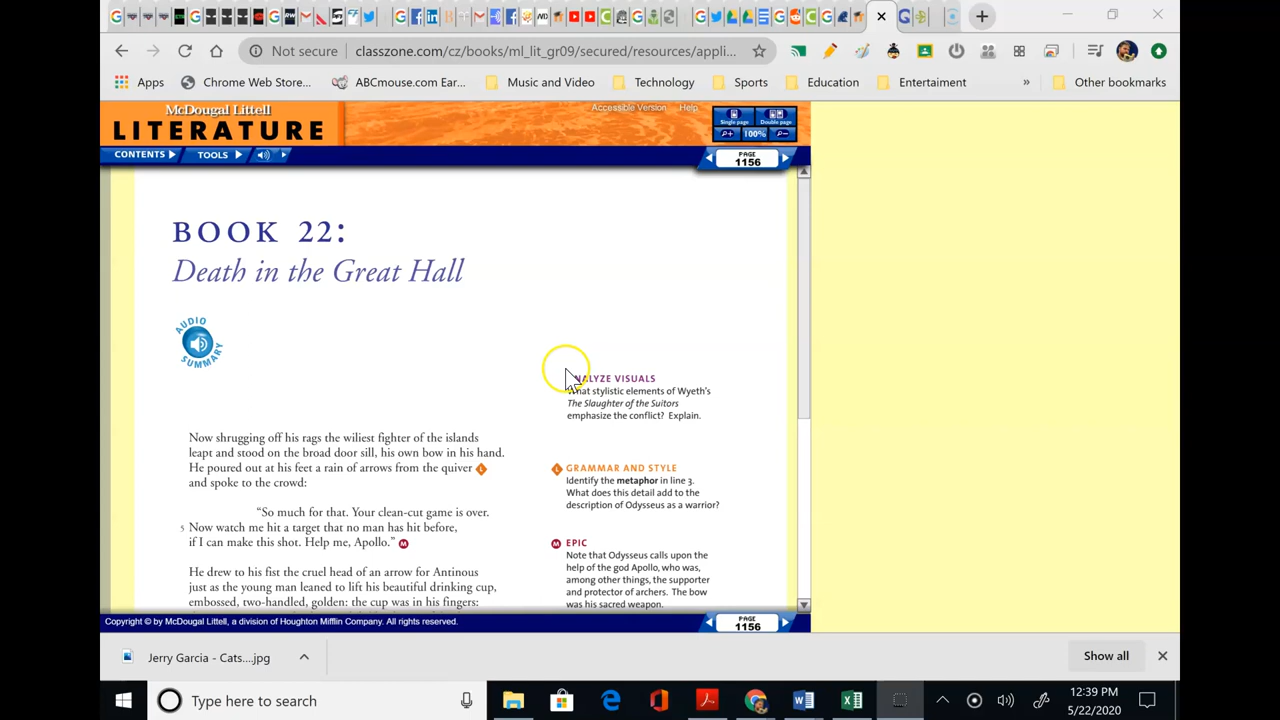 Not secure
classzone.com/cz/books/ml_lit_gr09/secured/resources/appli...
Apps
Chrome Web Store...
ABCmouse.com Ear...
Music and Video
Technology
Sports
Education
Entertaiment
»
Other bookmarks
McDougal Littell
LITERATURE
Accessible Version
Help
Single page
Double page
100%
CONTENTS
TOOLS
PAGE
1156
BOOK 22:
Death in the Great Hall
AUDIO
SUMMARY
Now shrugging off his rags the wiliest fighter of the islands
leapt and stood on the broad door sill, his own bow in his hand.
He poured out at his feet a rain of arrows from the quiver L
and spoke to the crowd:
"So much for that. Your clean-cut game is over.
5 Now watch me hit a target that no man has hit before,
if I can make this shot. Help me, Apollo." M
He drew to his fist the cruel head of an arrow for Antinous
just as the young man leaned to lift his beautiful drinking cup,
embossed, two-handled, golden: the cup was in his fingers:
ANALYZE VISUALS
What stylistic elements of Wyeth's
The Slaughter of the Suitors
emphasize the conflict? Explain.
L GRAMMAR AND STYLE
Identify the metaphor in line 3.
What does this detail add to the
description of Odysseus as a warrior?
M EPIC
Note that Odysseus calls upon the
help of the god Apollo, who was,
among other things, the supporter
and protector of archers. The bow
was his sacred weapon.
Copyright © by McDougal Littell, a division of Houghton Mifflin Company. All rights reserved.
PAGE
1156
Jerry Garcia - Cats....jpg
Show all
Type here to search
12:39 PM
5/22/2020